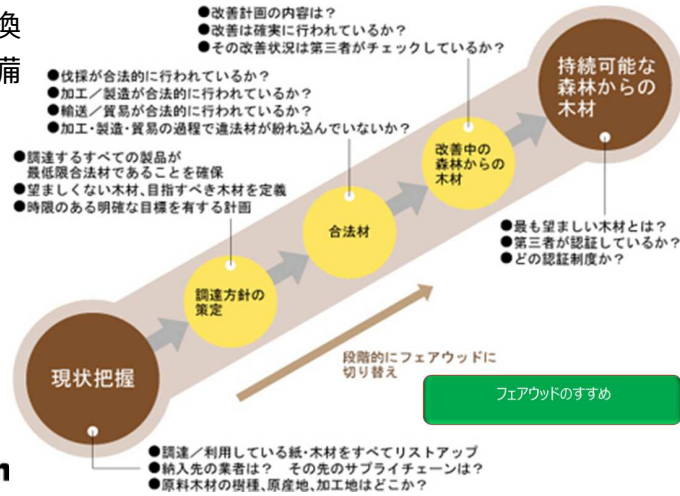 換
備
●改善計画の内容は？
●改善は確実に行われているか？
●その改善状況は第三者がチェックしているか？
●伐採が合法的に行われているか？
●加工／製造が合法的に行われているか？
●輸送／貿易が合法的に行われているか？
●加工・製造・貿易の過程で違法材が紛れ込んでいないか？
●調達するすべての製品が
最低限合法材であることを確保
●望ましくない木材、目指すべき木材を定義
●時限のある明確な目標を有する計画
持続可能な
森林からの
木材
改善中の
森林からの
木材
合法材
調達方針の
策定
現状把握
●最も望ましい木材とは？
●第三者が認証しているか？
●どの認証制度か？
段階的にフェアウッドに
切り替え
フェアウッドのすすめ
●調達／利用している紙・木材をすべてリストアップ
●納入先の業者は？　その先のサプライチェーンは？
●原料木材の樹種、原産地、加工地はどこか？